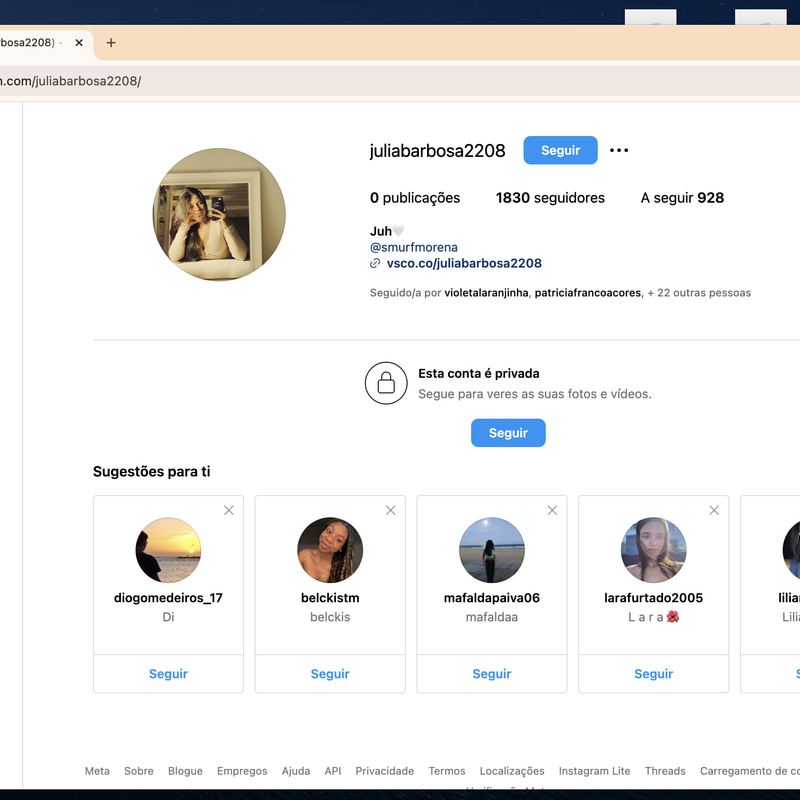 rbosa2208) ·
n.com/juliabarbosa2208/
juliabarbosa2208 Seguir
0 publicações 1830 seguidores A seguir 928
Juh🤍
@smurfmorena
vsco.co/juliabarbosa2208
Seguido/a por violetalaranjinha, patriciafrancoacores, + 22 outras pessoas
Esta conta é privada
Segue para veres as suas fotos e vídeos.
Seguir
Sugestões para ti
diogomedeiros_17 belckistm mafaldapaiva06 larafurtado2005 lilia
Di belckis mafaldaa L a r a🌺 Lilia
Seguir Seguir Seguir Seguir S
Meta Sobre Blogue Empregos Ajuda API Privacidade Termos Localizações Instagram Lite Threads Carregamento de co